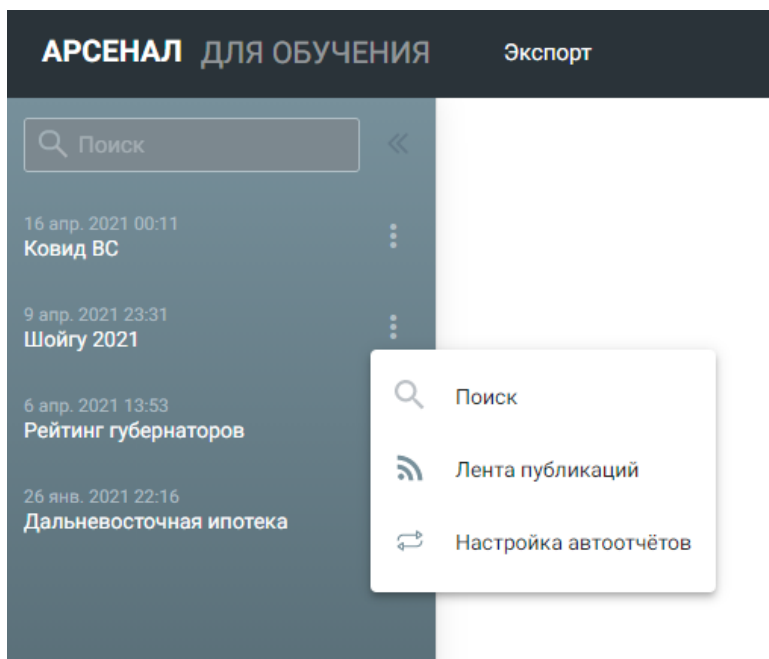 АРСЕНАЛ ДЛЯ ОБУЧЕНИЯ Экспорт
Поиск
16 апр. 2021 00:11
Ковид ВС
9 апр. 2021 23:31
Шойгу 2021
6 апр. 2021 13:53
Рейтинг губернаторов
26 янв. 2021 22:16
Дальневосточная ипотека
Поиск
Лента публикаций
Настройка автоотчётов